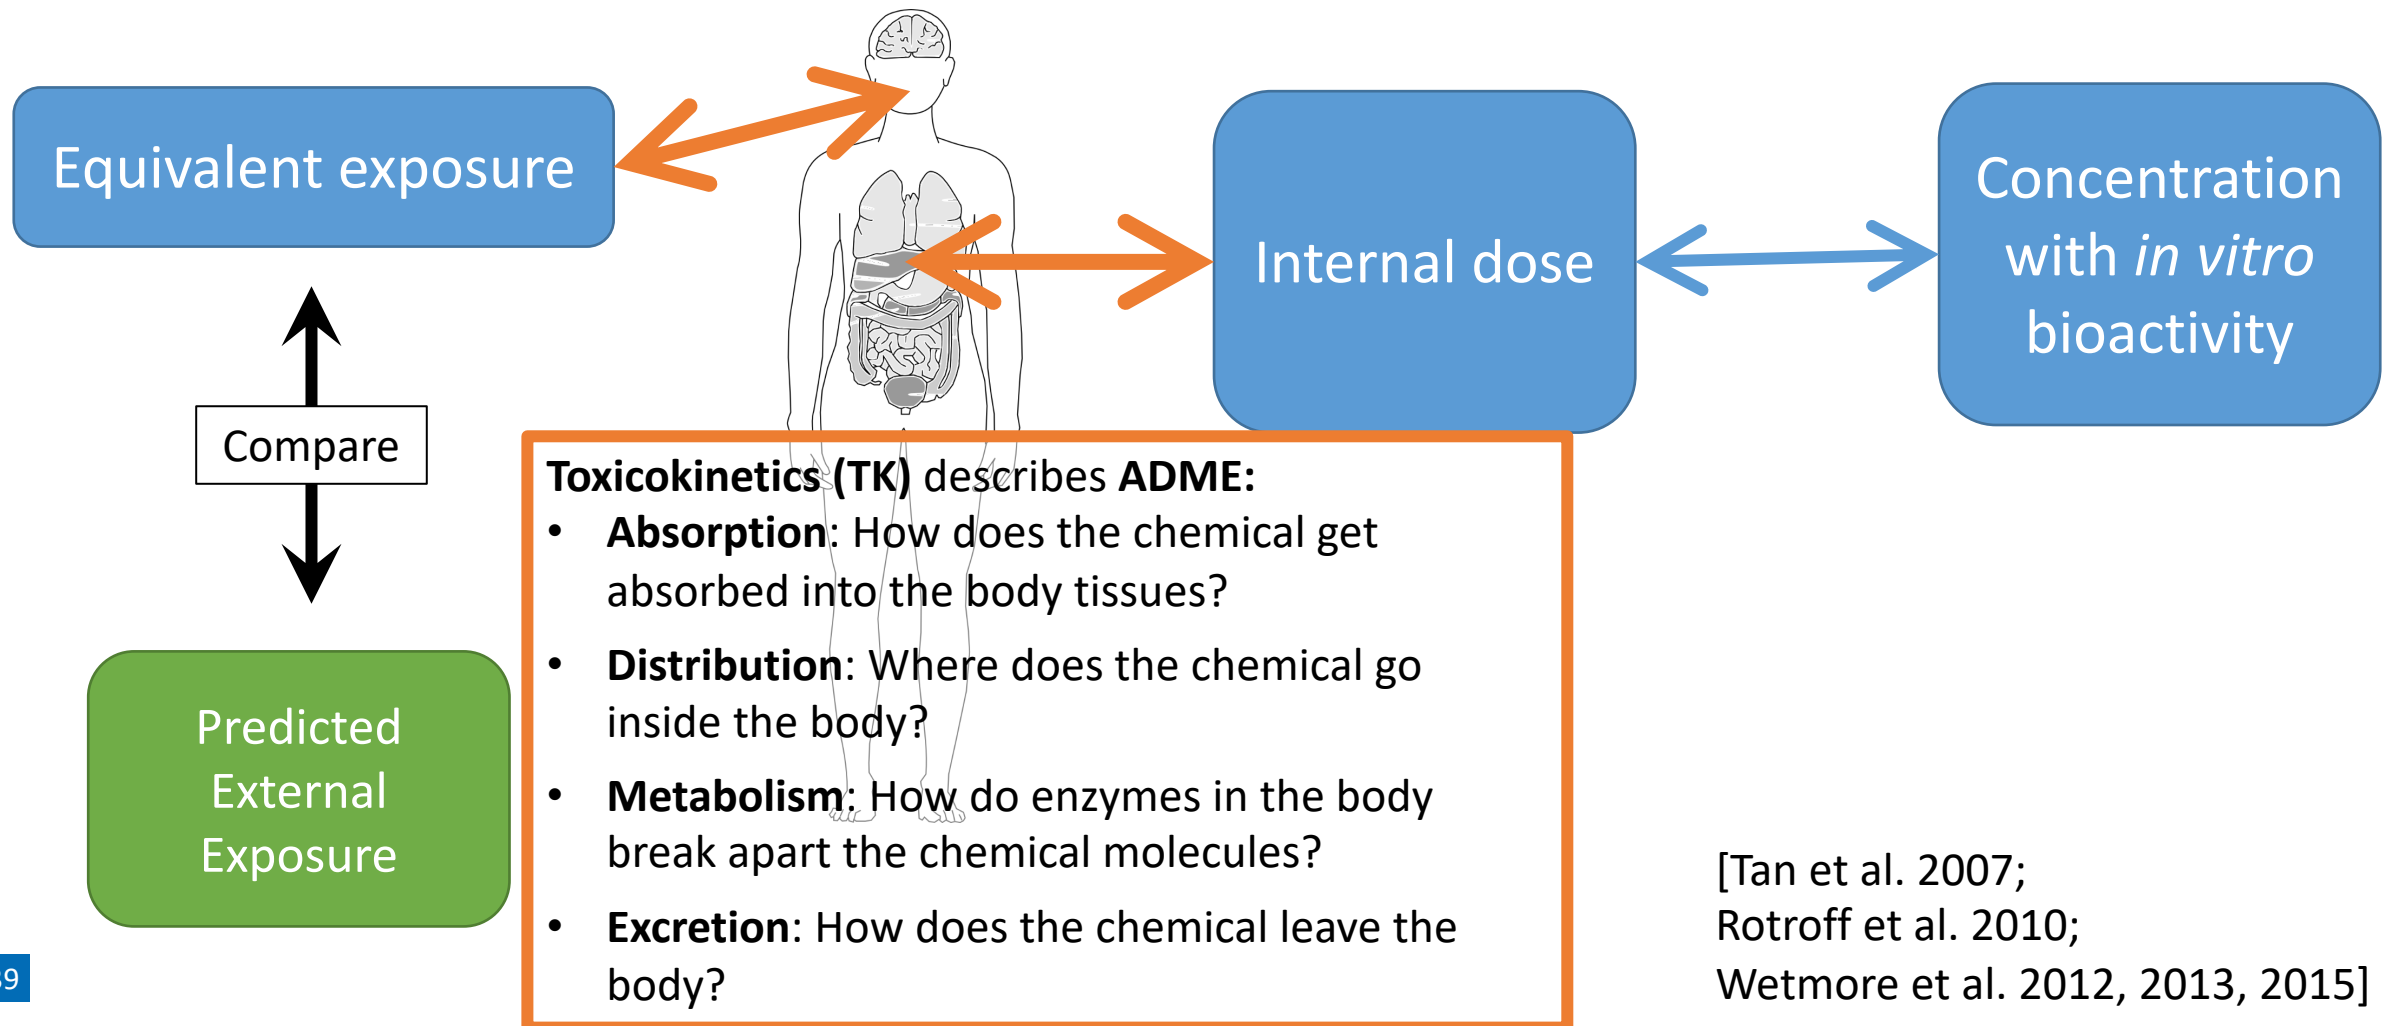 Equivalent exposure
Internal dose
Concentration
with in vitro
bioactivity
Compare
Predicted
External
Exposure
Toxicokinetics (TK) describes ADME:
• Absorption: How does the chemical get
absorbed into the body tissues?
• Distribution: Where does the chemical go
inside the body?
• Metabolism: How do enzymes in the body
break apart the chemical molecules?
• Excretion: How does the chemical leave the
body?
[Tan et al. 2007;
Rotroff et al. 2010;
Wetmore et al. 2012, 2013, 2015]